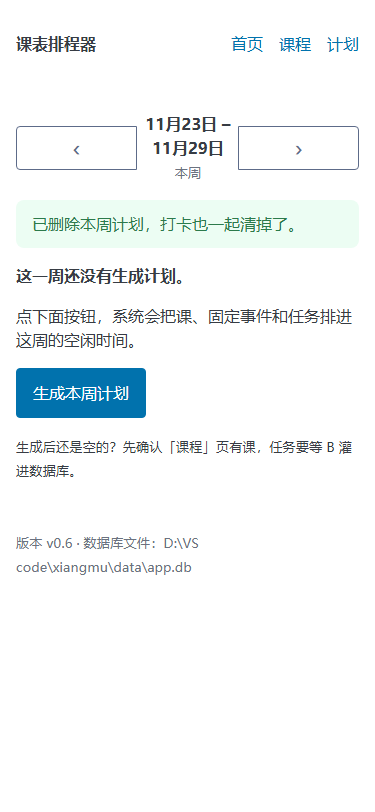 课表排程器 首页 课程 计划
‹ 11月23日 – 11月29日 ›
本周
已删除本周计划，打卡也一起清掉了。
这一周还没有生成计划。
点下面按钮，系统会把课、固定事件和任务排进
这周的空闲时间。
生成本周计划
生成后还是空的？先确认「课程」页有课，任务要等 B 灌
进数据库。
版本 v0.6 · 数据库文件：D:\VS
code\xiangmu\data\app.db